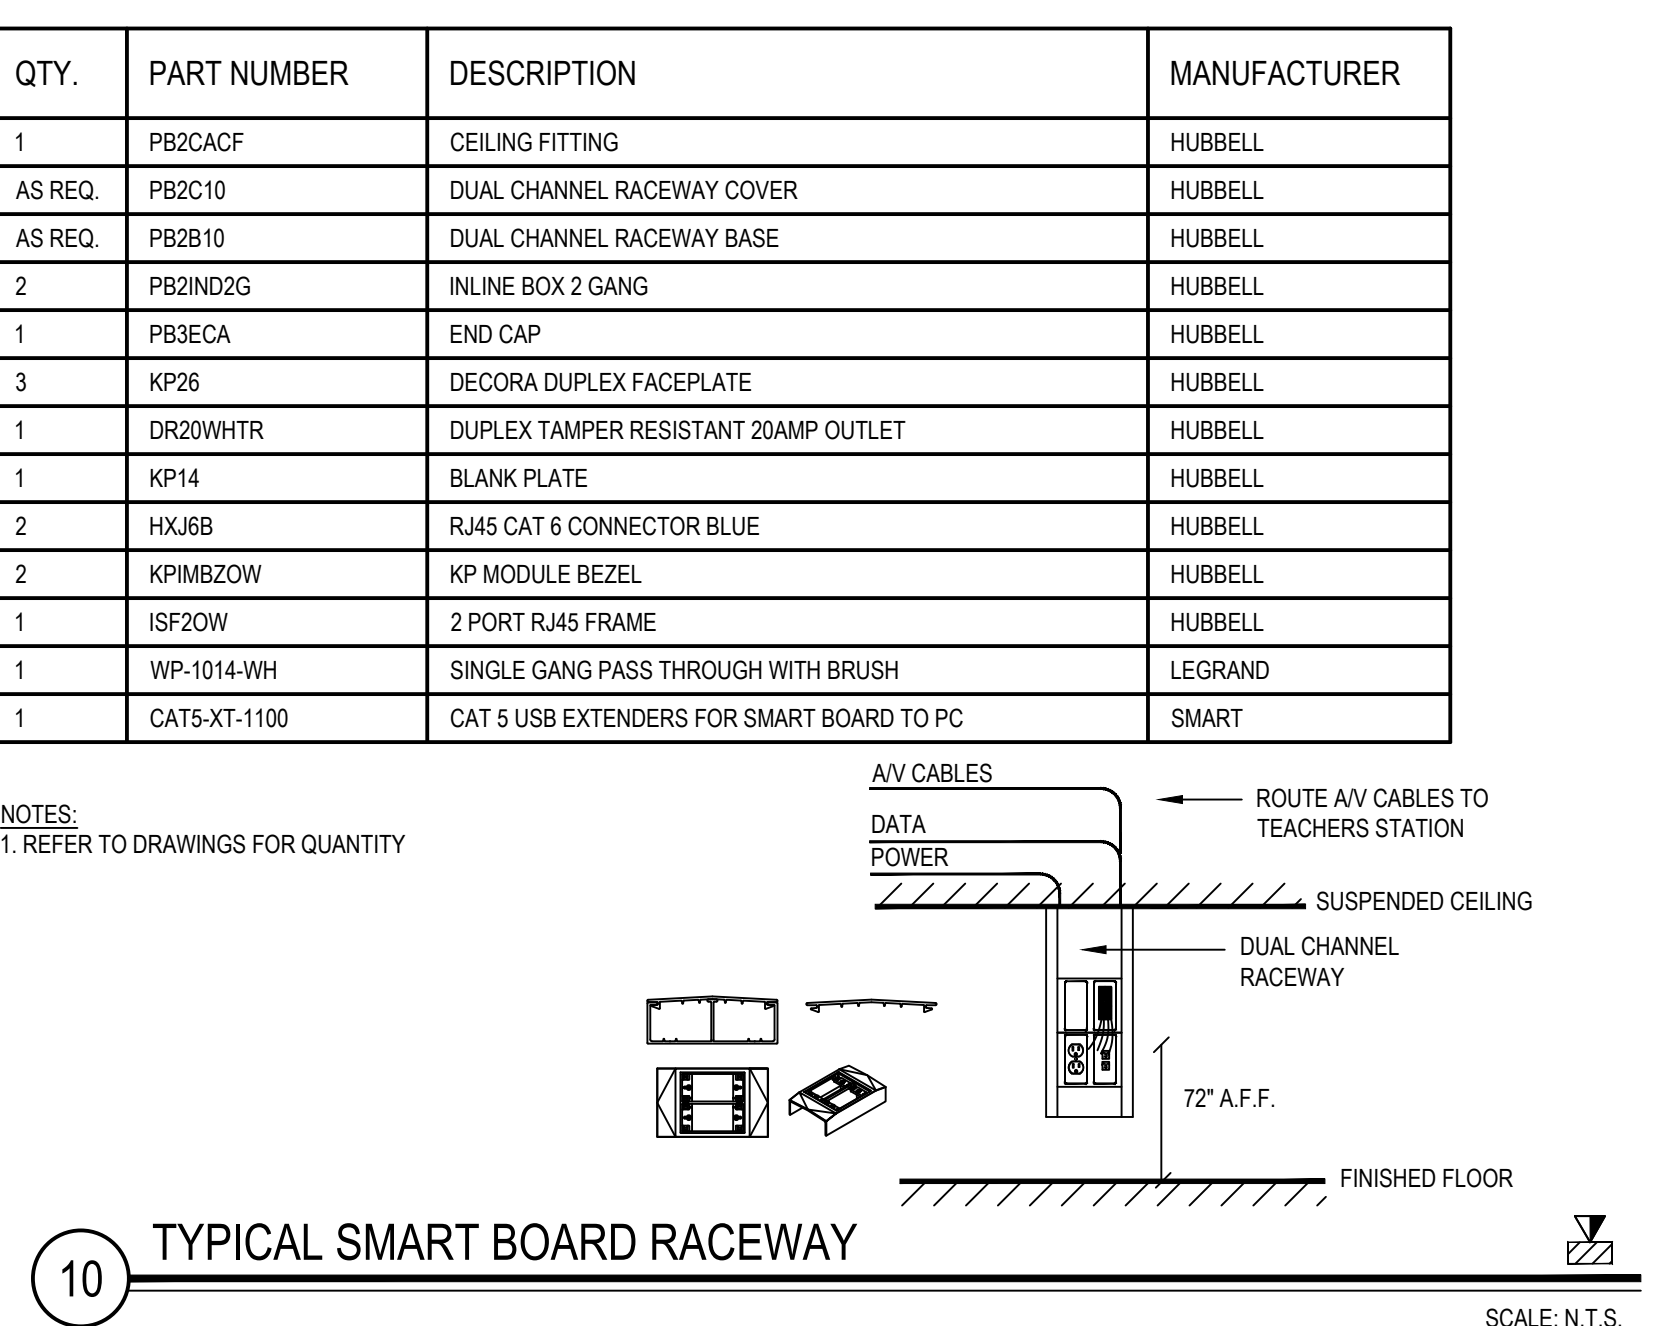 QTY. PART NUMBER DESCRIPTION MANUFACTURER
1 PB2CACF CEILING FITTING HUBBELL
AS REQ. PB2C10 DUAL CHANNEL RACEWAY COVER HUBBELL
AS REQ. PB2B10 DUAL CHANNEL RACEWAY BASE HUBBELL
2 PB2IND2G INLINE BOX 2 GANG HUBBELL
1 PB3ECA END CAP HUBBELL
3 KP26 DECORA DUPLEX FACEPLATE HUBBELL
1 DR20WHTR DUPLEX TAMPER RESISTANT 20AMP OUTLET HUBBELL
1 KP14 BLANK PLATE HUBBELL
2 HXJ6B RJ45 CAT 6 CONNECTOR BLUE HUBBELL
2 KPIMBZOW KP MODULE BEZEL HUBBELL
1 ISF2OW 2 PORT RJ45 FRAME HUBBELL
1 WP-1014-WH SINGLE GANG PASS THROUGH WITH BRUSH LEGRAND
1 CAT5-XT-1100 CAT 5 USB EXTENDERS FOR SMART BOARD TO PC SMART
NOTES:
1. REFER TO DRAWINGS FOR QUANTITY
A/V CABLES
DATA
POWER
ROUTE A/V CABLES TO
TEACHERS STATION
SUSPENDED CEILING
DUAL CHANNEL
RACEWAY
72" A.F.F.
FINISHED FLOOR
10 TYPICAL SMART BOARD RACEWAY
SCALE: N.T.S.